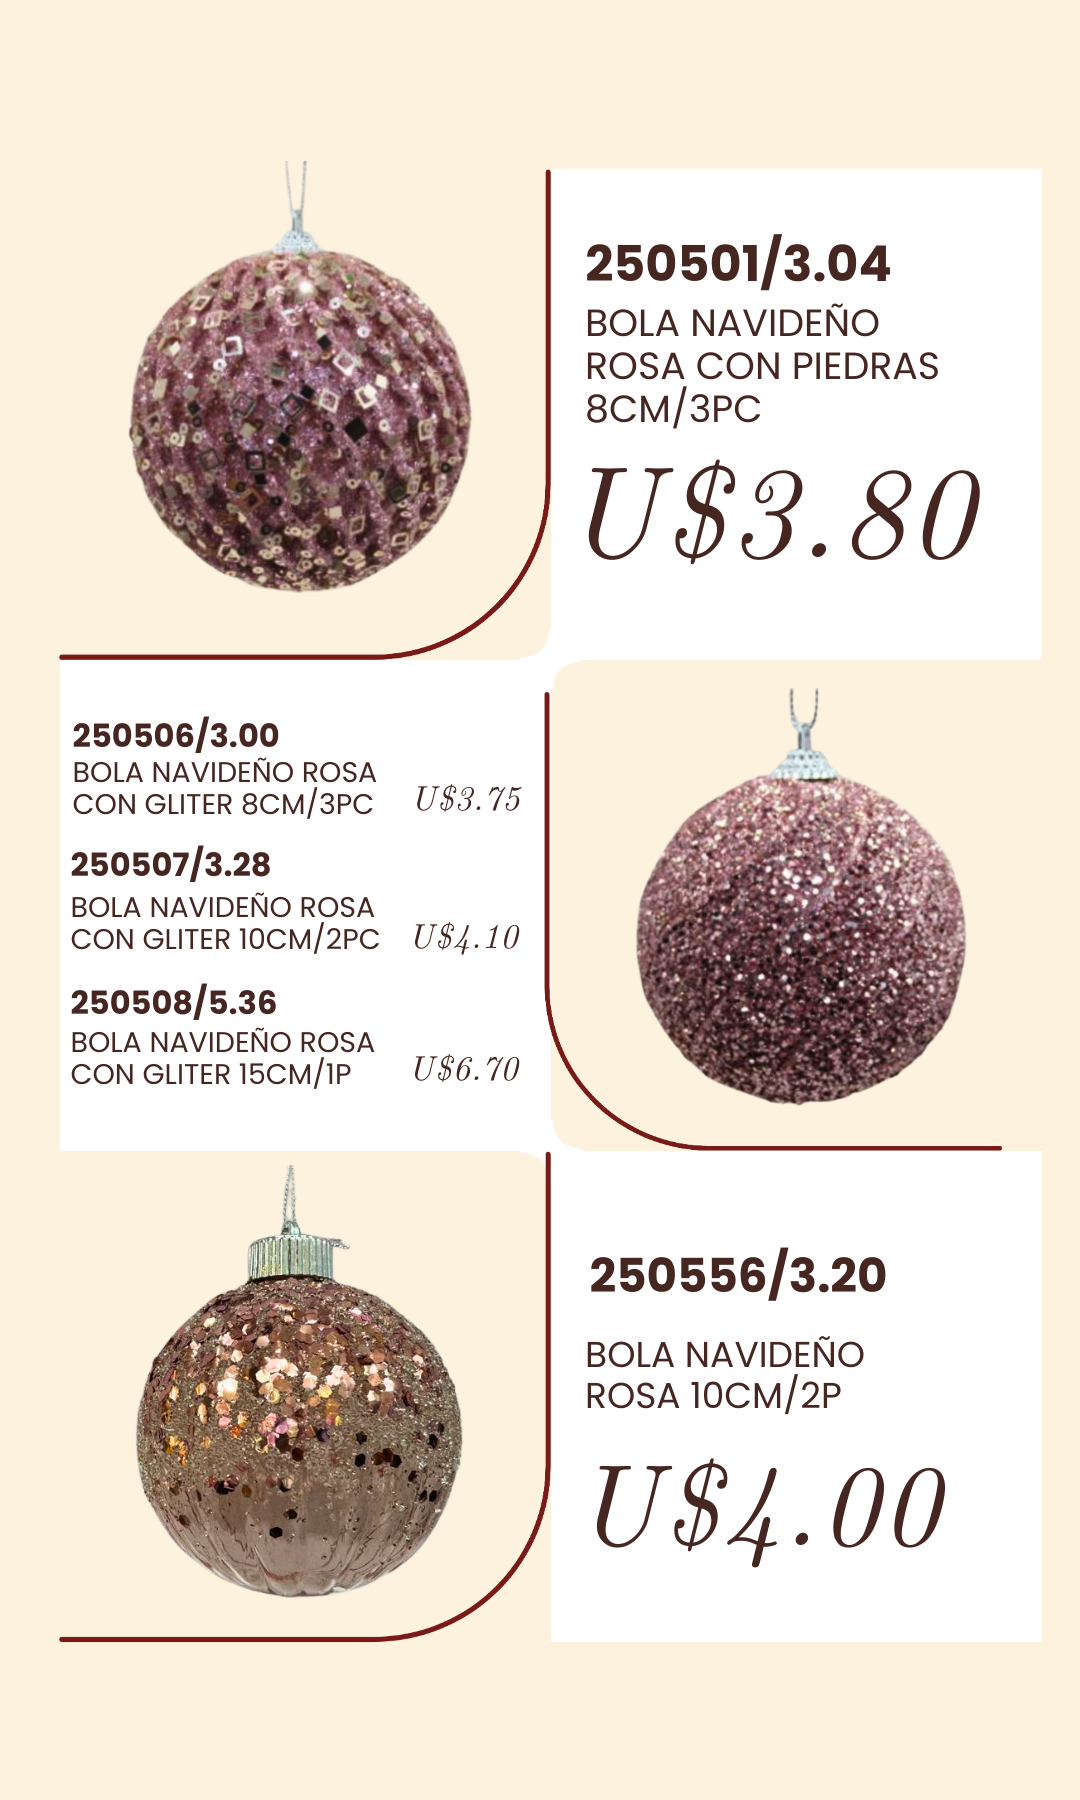 250501/3.04
BOLA NAVIDEÑO
ROSA CON PIEDRAS
8CM/3PC
U$3.80
250506/3.00
BOLA NAVIDEÑO ROSA
CON GLITER 8CM/3PC
U$3.75
250507/3.28
BOLA NAVIDEÑO ROSA
CON GLITER 10CM/2PC
U$4.10
250508/5.36
BOLA NAVIDEÑO ROSA
CON GLITER 15CM/1P
U$6.70
250556/3.20
BOLA NAVIDEÑO
ROSA 10CM/2P
U$4.00